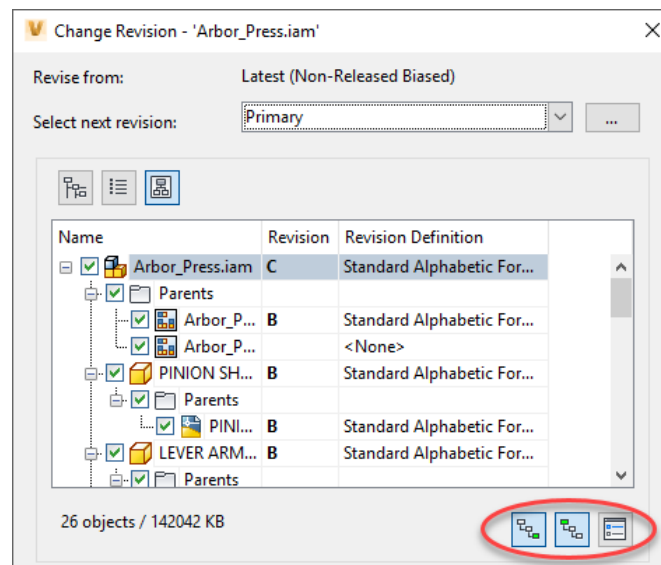 Change Revision - 'Arbor_Press.iam'
Revise from: Latest (Non-Released Biased)
Select next revision: Primary ...
Name Revision Revision Definition
Arbor_Press.iam C Standard Alphabetic For...
Parents
Arbor_P... B Standard Alphabetic For...
Arbor_P... <None>
PINION SH... B Standard Alphabetic For...
Parents
PINI... B Standard Alphabetic For...
LEVER ARM... B Standard Alphabetic For...
Parents
26 objects / 142042 KB